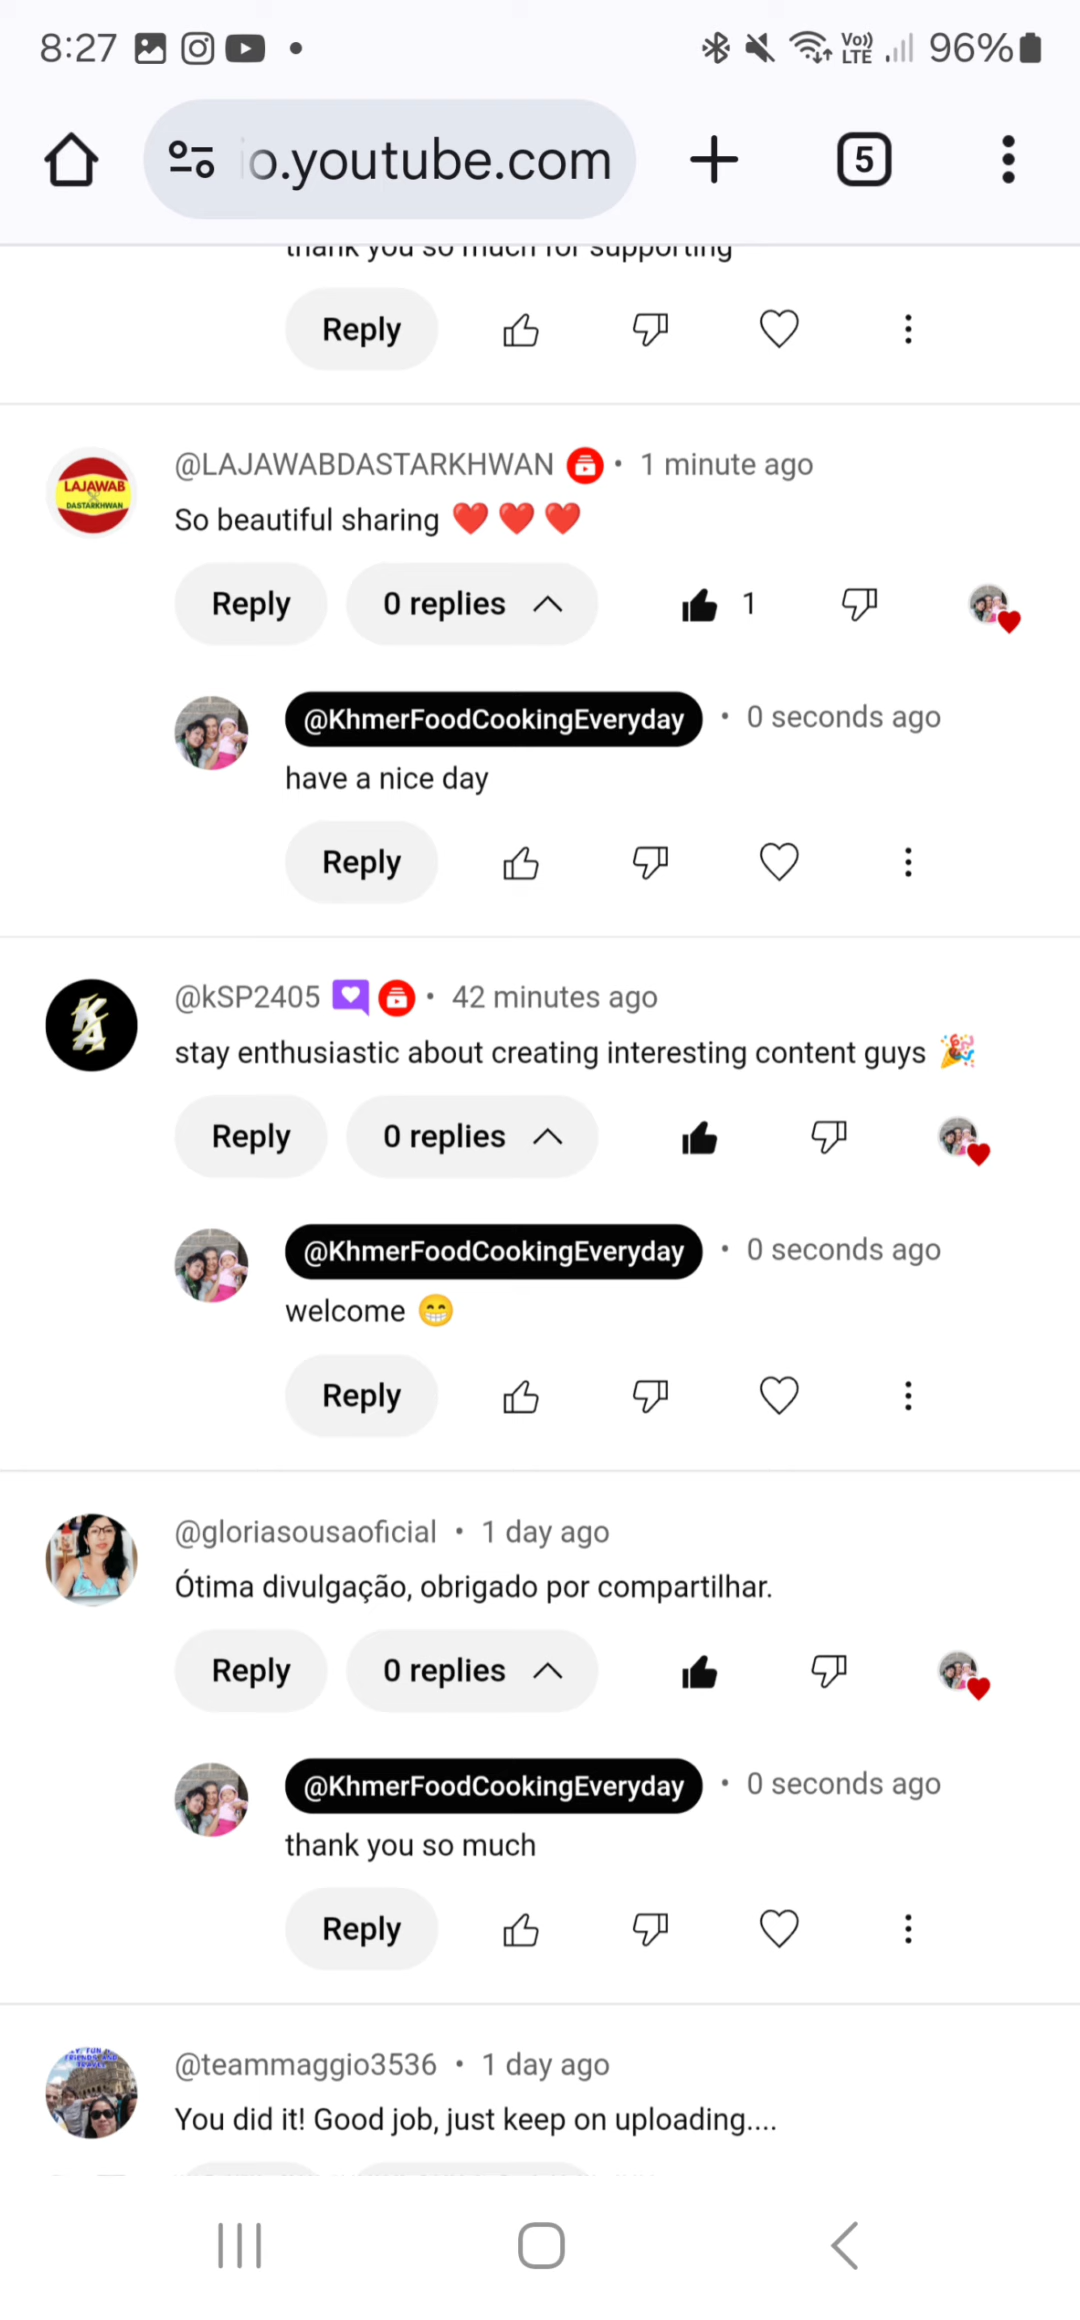 8:27
Vo)) LTE 96%
o.youtube.com
5
thank you so much for supporting
Reply
@LAJAWABDASTARKHWAN • 1 minute ago
LAJAWAB
DASTARKHWAN
So beautiful sharing ❤️❤️❤️
Reply 0 replies 1
@KhmerFoodCookingEveryday • 0 seconds ago
have a nice day
Reply
@kSP2405 • 42 minutes ago
KA
stay enthusiastic about creating interesting content guys 🎉
Reply 0 replies
@KhmerFoodCookingEveryday • 0 seconds ago
welcome 😁
Reply
@gloriasousaoficial • 1 day ago
Ótima divulgação, obrigado por compartilhar.
Reply 0 replies
@KhmerFoodCookingEveryday • 0 seconds ago
thank you so much
Reply
@teammaggio3536 • 1 day ago
You did it! Good job, just keep on uploading....